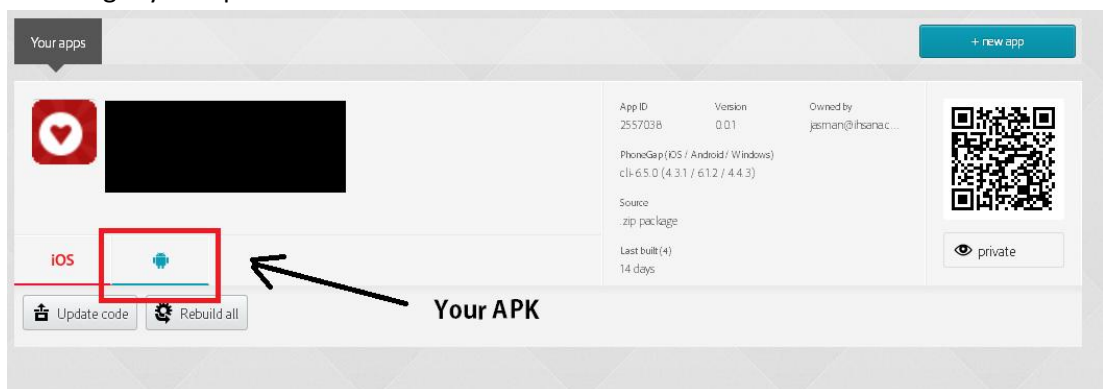 Your apps
+ new app
App ID
Version
Owned by
2557038
0.0.1
jasman@ihsana.c...
PhoneGap (iOS / Android / Windows)
cli-6.5.0 (4.3.1 / 6.1.2 / 4.4.3)
Source
.zip package
Last built (4)
14 days
private
iOS
Update code
Rebuild all
Your APK